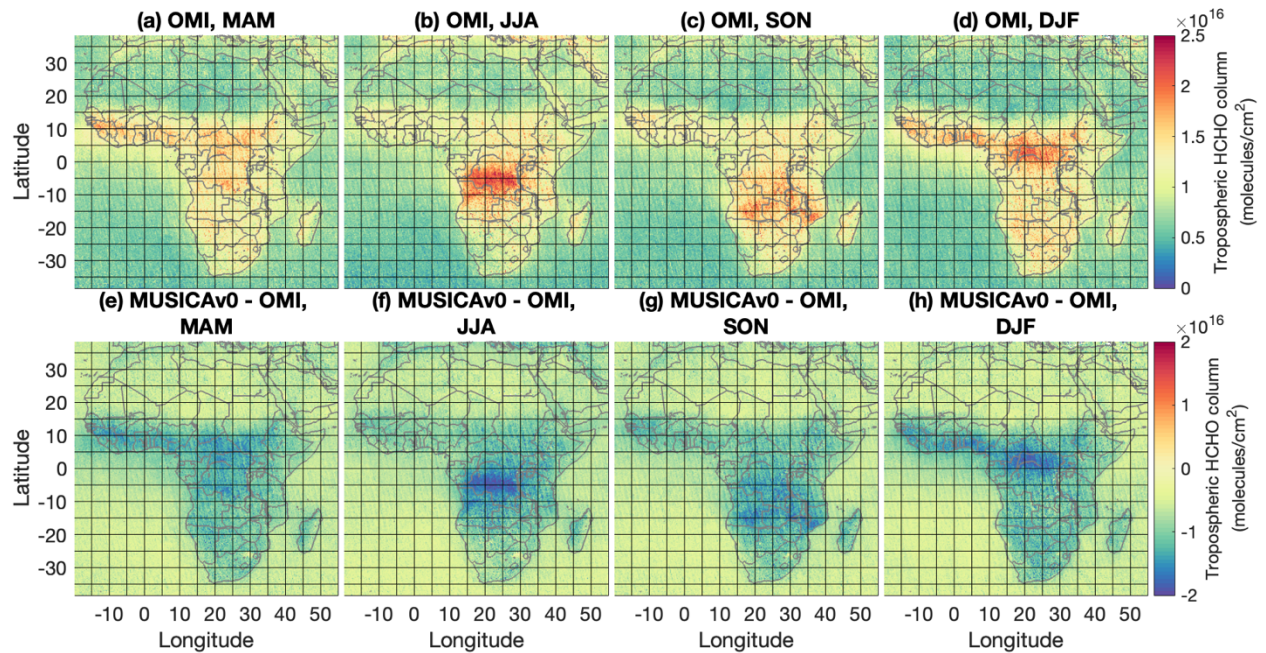 (a) OMI, MAM
(b) OMI, JJA
(c) OMI, SON
(d) OMI, DJF
×10^16
2.5
2
1.5
1
0.5
0
Tropospheric HCHO column
(molecules/cm^2)
Latitude
30
20
10
0
-10
-20
-30
(e) MUSICAv0 - OMI,
MAM
(f) MUSICAv0 - OMI,
JJA
(g) MUSICAv0 - OMI,
SON
(h) MUSICAv0 - OMI,
DJF
×10^16
2
1
0
-1
-2
Tropospheric HCHO column
(molecules/cm^2)
Latitude
30
20
10
0
-10
-20
-30
-10 0 10 20 30 40 50
Longitude
-10 0 10 20 30 40 50
Longitude
-10 0 10 20 30 40 50
Longitude
-10 0 10 20 30 40 50
Longitude